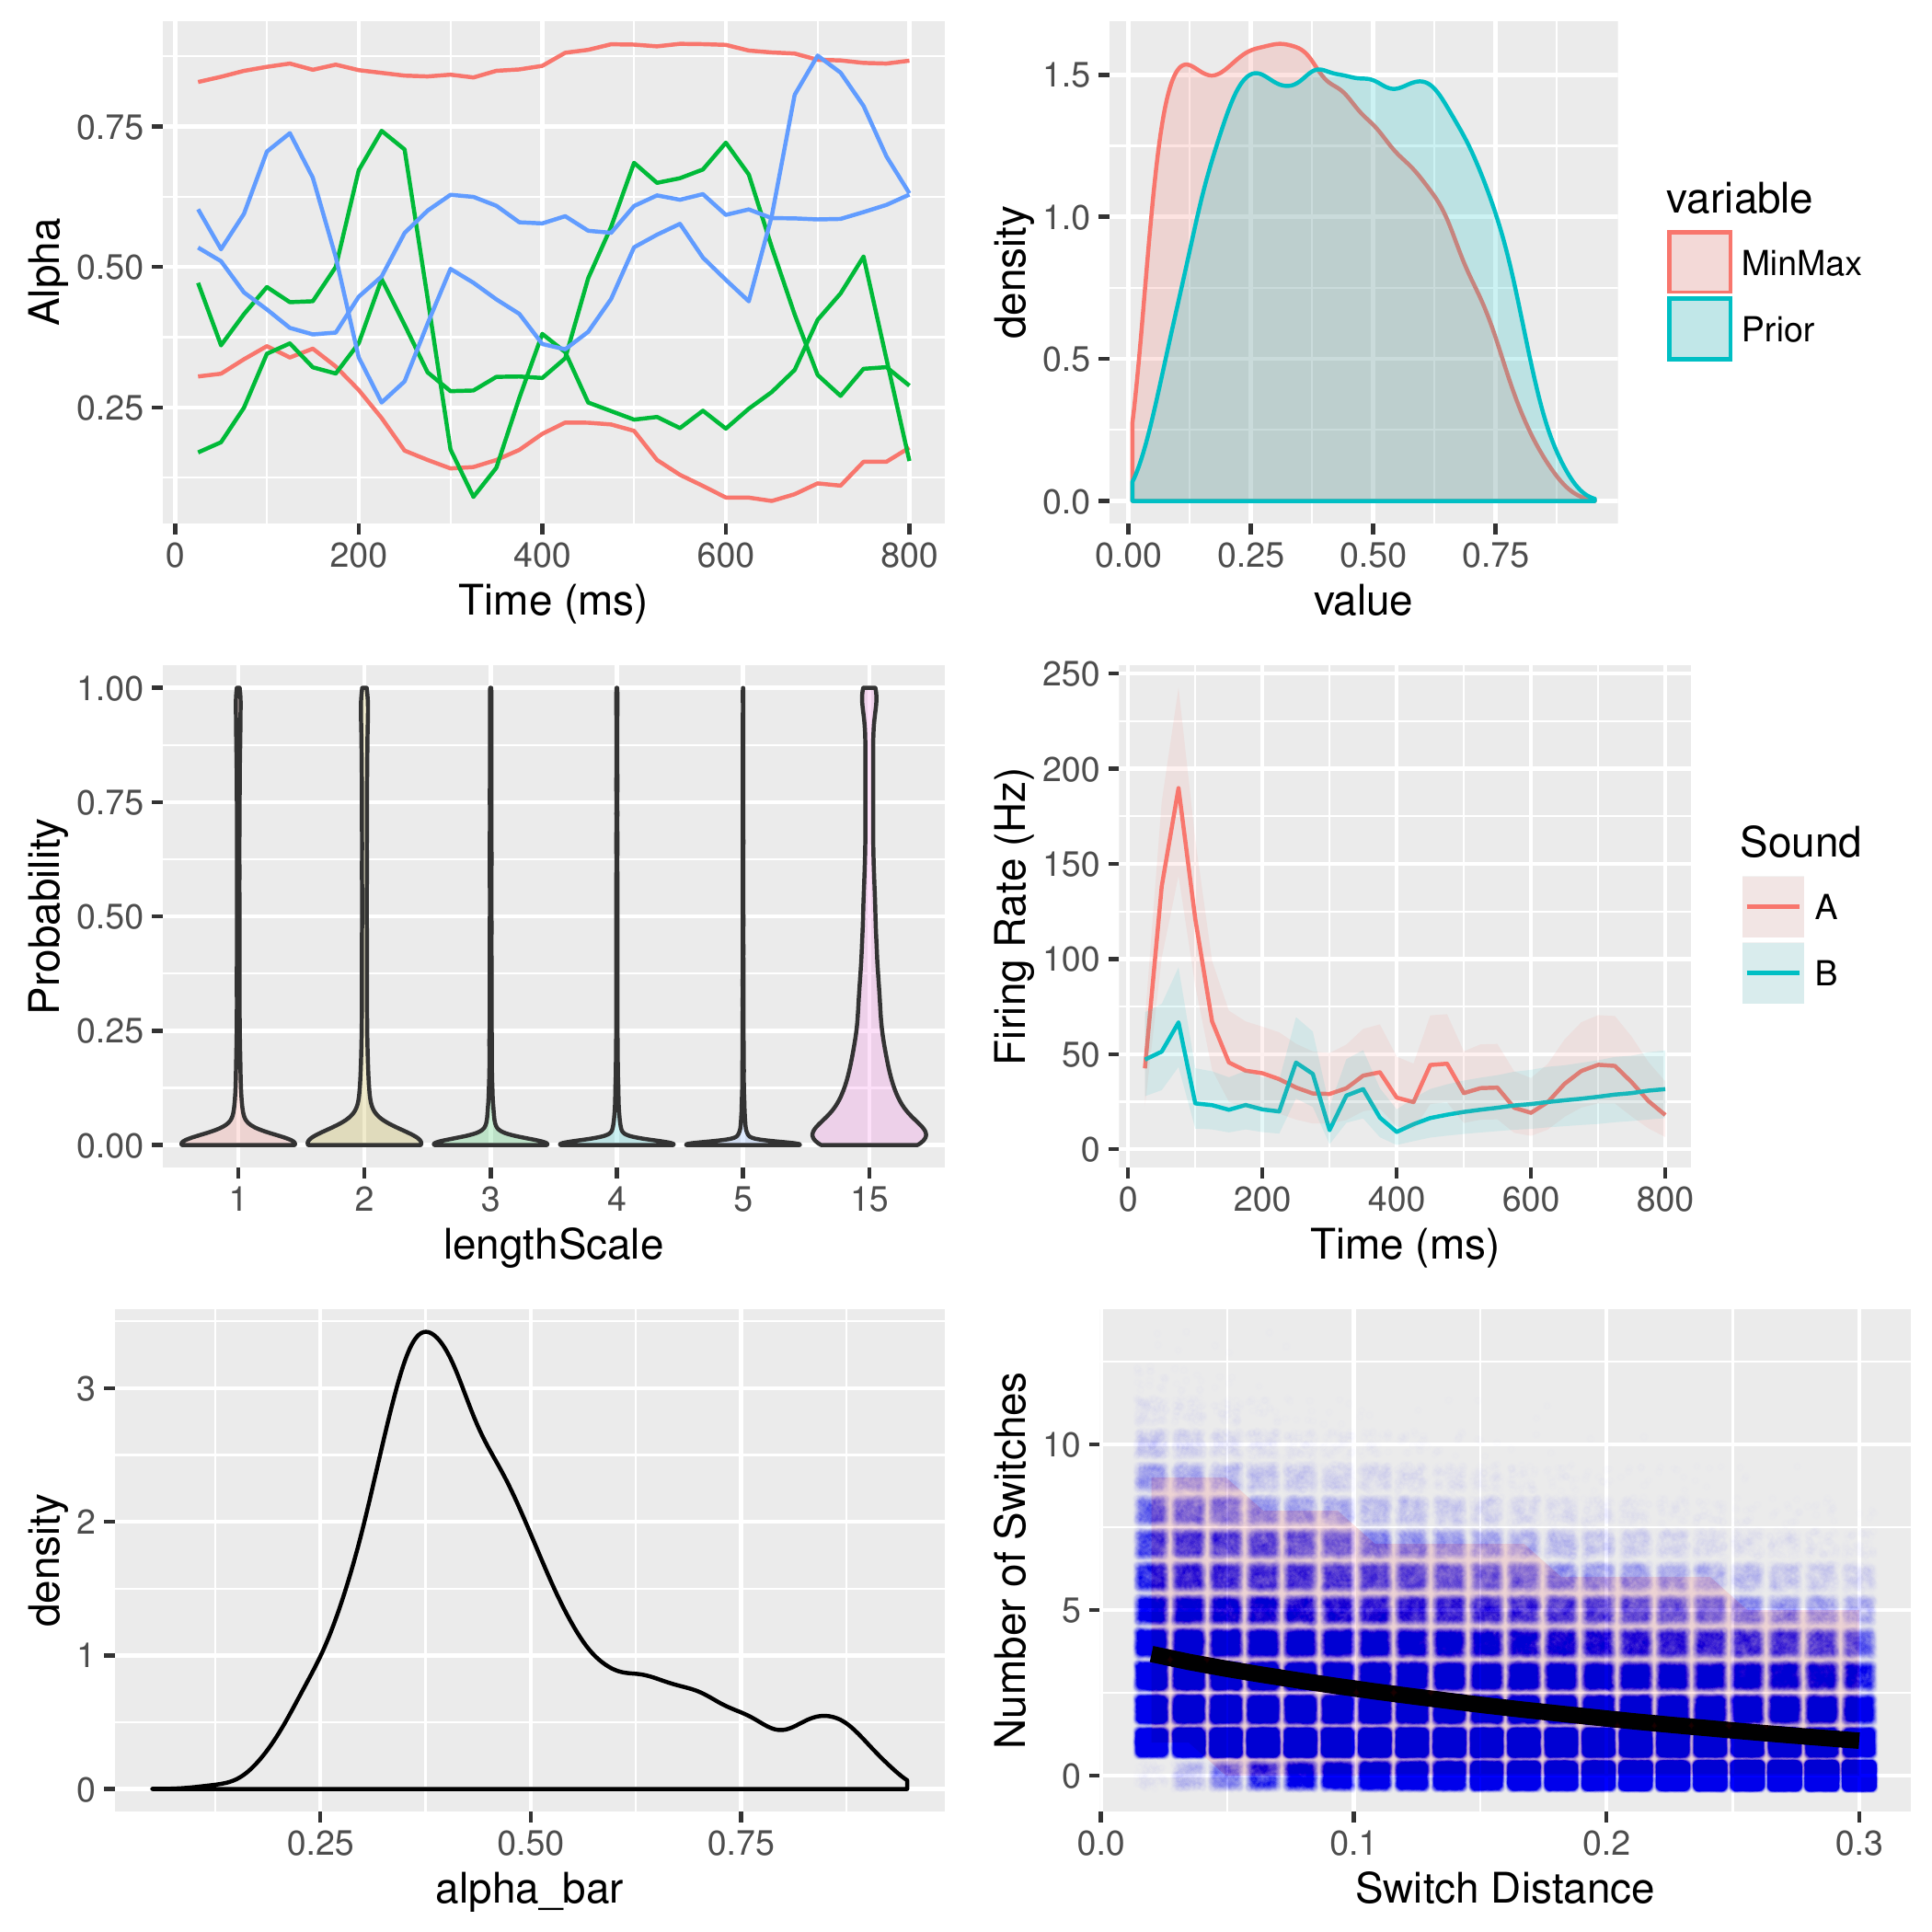 Alpha
0.75
0.50
0.25
0 200 400 600 800
Time (ms)
density
1.5
1.0
0.5
0.0
0.00 0.25 0.50 0.75
value
variable
MinMax
Prior
Probability
1.00
0.75
0.50
0.25
0.00
1 2 3 4 5 15
lengthScale
Firing Rate (Hz)
250
200
150
100
50
0
0 200 400 600 800
Time (ms)
Sound
A
B
density
3
2
1
0
0.25 0.50 0.75
alpha_bar
Number of Switches
10
5
0
0.0 0.1 0.2 0.3
Switch Distance